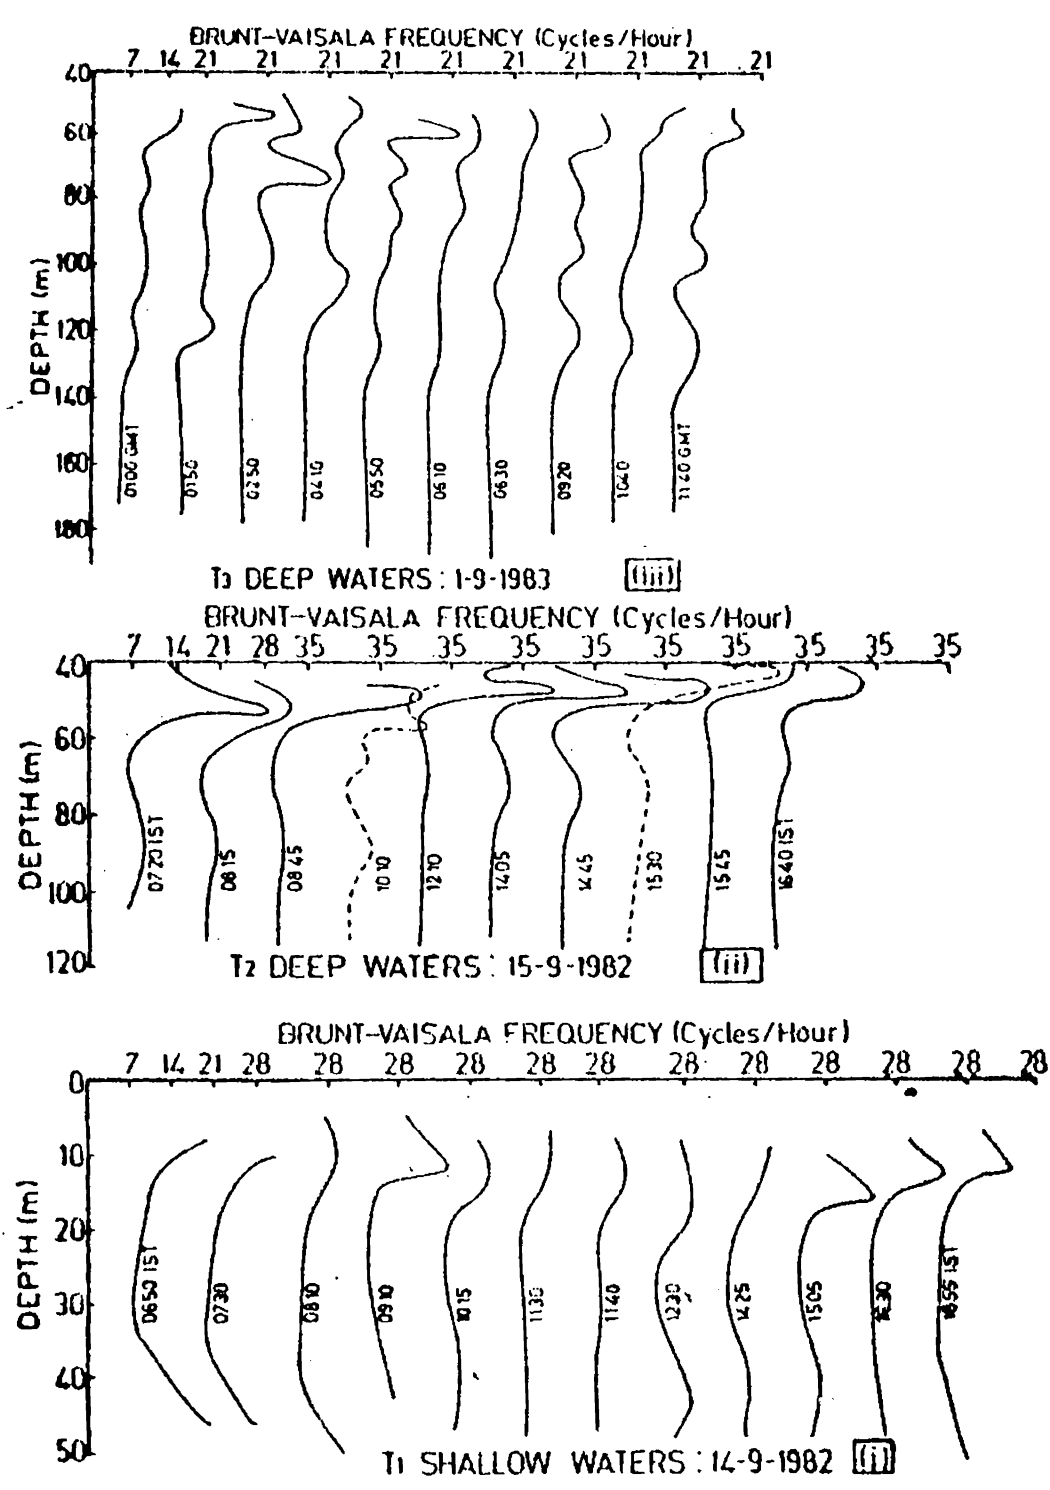 BRUNT-VAISALA FREQUENCY (Cycles/Hour)
7 14 21 21 21 21 21 21 21 21 21 21
40
60
80
100
120
140
160
180
DEPTH (m)
0100 GMT
0150
0250
0410
0550
0610
0630
0920
1040
1140 GMT
T3 DEEP WATERS: 1-9-1983 (iii)
BRUNT-VAISALA FREQUENCY (Cycles/Hour)
7 14 21 28 35 35 35 35 35 35 35 35 35 35
40
60
80
100
120
DEPTH (m)
0720 IST
0815
0845
1010
1210
1405
1445
1530
1545
1640 IST
T2 DEEP WATERS: 15-9-1982 (ii)
BRUNT-VAISALA FREQUENCY (Cycles/Hour)
7 14 21 28 28 28 28 28 28 28 28 28 28 28 28
0
10
20
30
40
50
DEPTH (m)
0650 IST
0730
0810
0910
1015
1130
1140
1230
1425
1505
1630
1655 IST
T1 SHALLOW WATERS: 14-9-1982 (i)